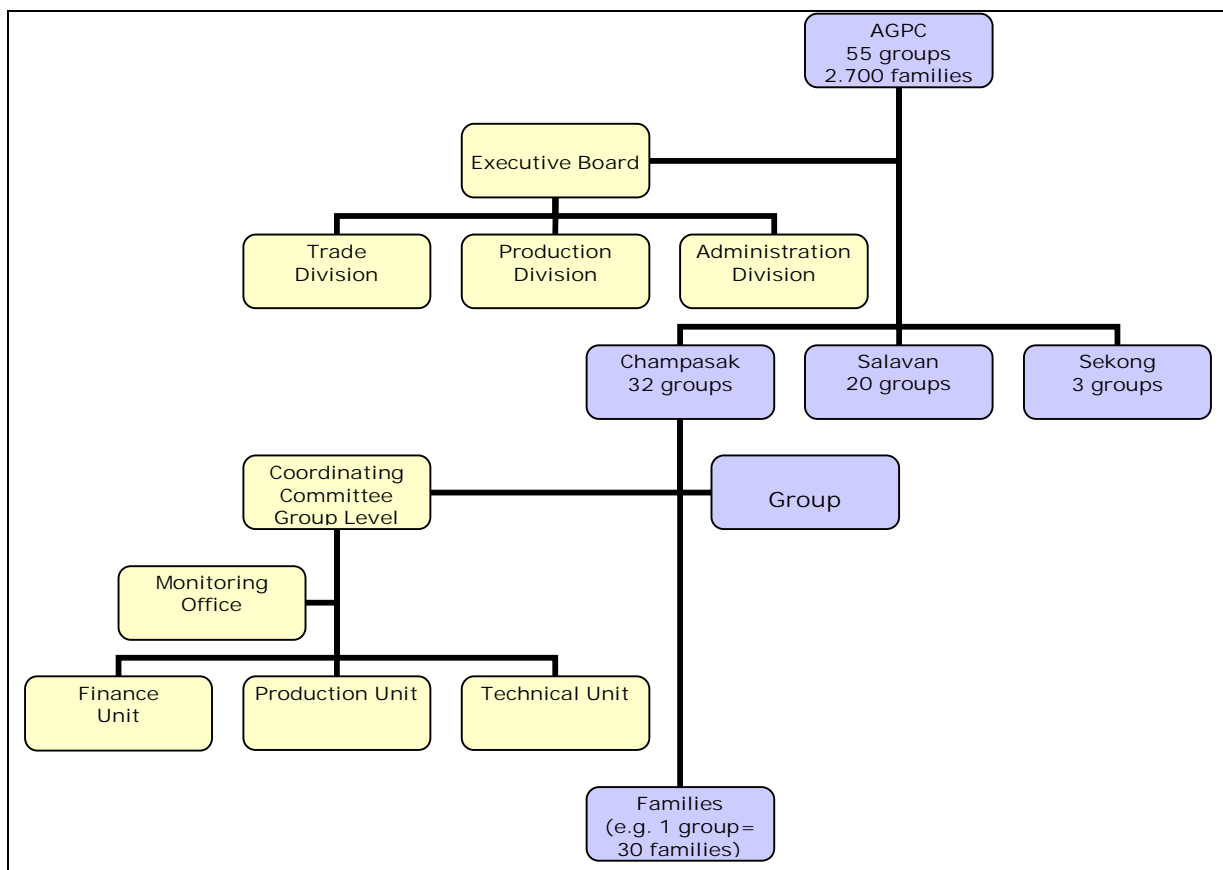 AGPC
55 groups
2.700 families
Executive Board
Trade
Division
Production
Division
Administration
Division
Champasak
32 groups
Salavan
20 groups
Sekong
3 groups
Coordinating
Committee
Group Level
Group
Monitoring
Office
Finance
Unit
Production Unit
Technical Unit
Families
(e.g. 1 group=
30 families)